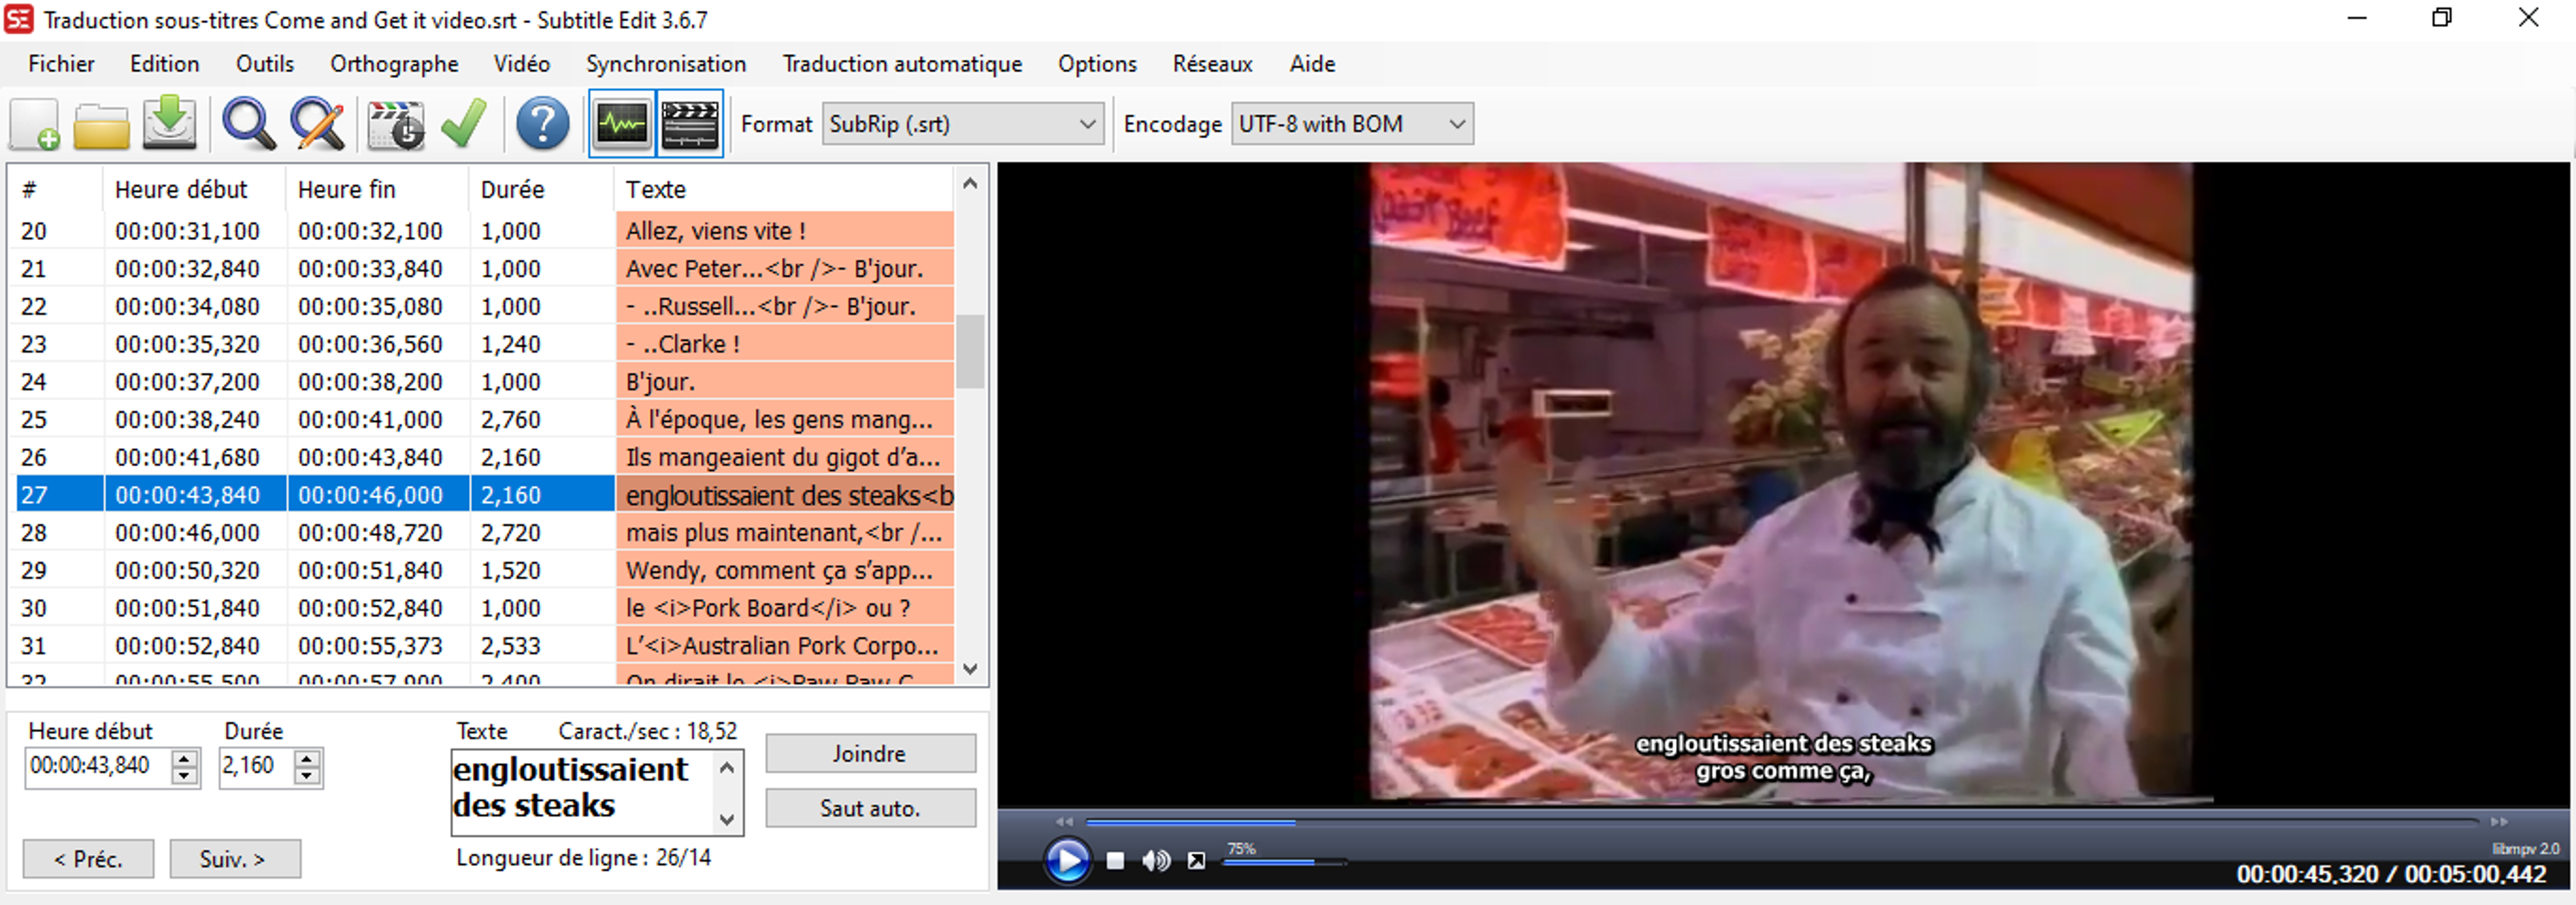 SE Traduction sous-titres Come and Get it video.srt - Subtitle Edit 3.6.7
Fichier Edition Outils Orthographe Vidéo Synchronisation Traduction automatique Options Réseaux Aide
Format SubRip (.srt) Encodage UTF-8 with BOM
# Heure début Heure fin Durée Texte
20 00:00:31,100 00:00:32,100 1,000 Allez, viens vite !
21 00:00:32,840 00:00:33,840 1,000 Avec Peter...<br />- B'jour.
22 00:00:34,080 00:00:35,080 1,000 - ..Russell...<br />- B'jour.
23 00:00:35,320 00:00:36,560 1,240 - ..Clarke !
24 00:00:37,200 00:00:38,200 1,000 B'jour.
25 00:00:38,240 00:00:41,000 2,760 À l'époque, les gens mang...
26 00:00:41,680 00:00:43,840 2,160 Ils mangeaient du gigot d’a...
27 00:00:43,840 00:00:46,000 2,160 engloutissaient des steaks<b
28 00:00:46,000 00:00:48,720 2,720 mais plus maintenant,<br /...
29 00:00:50,320 00:00:51,840 1,520 Wendy, comment ça s’app...
30 00:00:51,840 00:00:52,840 1,000 le <i>Pork Board</i> ou ?
31 00:00:52,840 00:00:55,373 2,533 L’<i>Australian Pork Corpo...
32 00:00:55,500 00:00:57,900 2,400 On dirait le <i>Paw Paw C
Heure début Durée Texte Caract./sec : 18,52
00:00:43,840 2,160
engloutissaient
des steaks
Joindre
Saut auto.
< Préc. Suiv. > Longueur de ligne : 26/14
Beef
engloutissaient des steaks
gros comme ça,
75%
libmpv 2.0
00:00:45,320 / 00:05:00,442